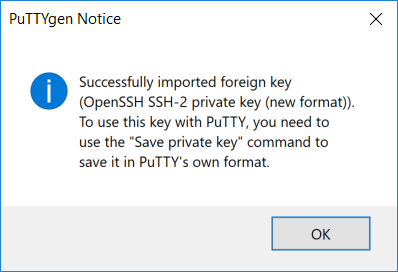 PuTTYgen Notice
Successfully imported foreign key
(OpenSSH SSH-2 private key (new format)).
To use this key with PuTTY, you need to
use the "Save private key" command to
save it in PuTTY's own format.
OK